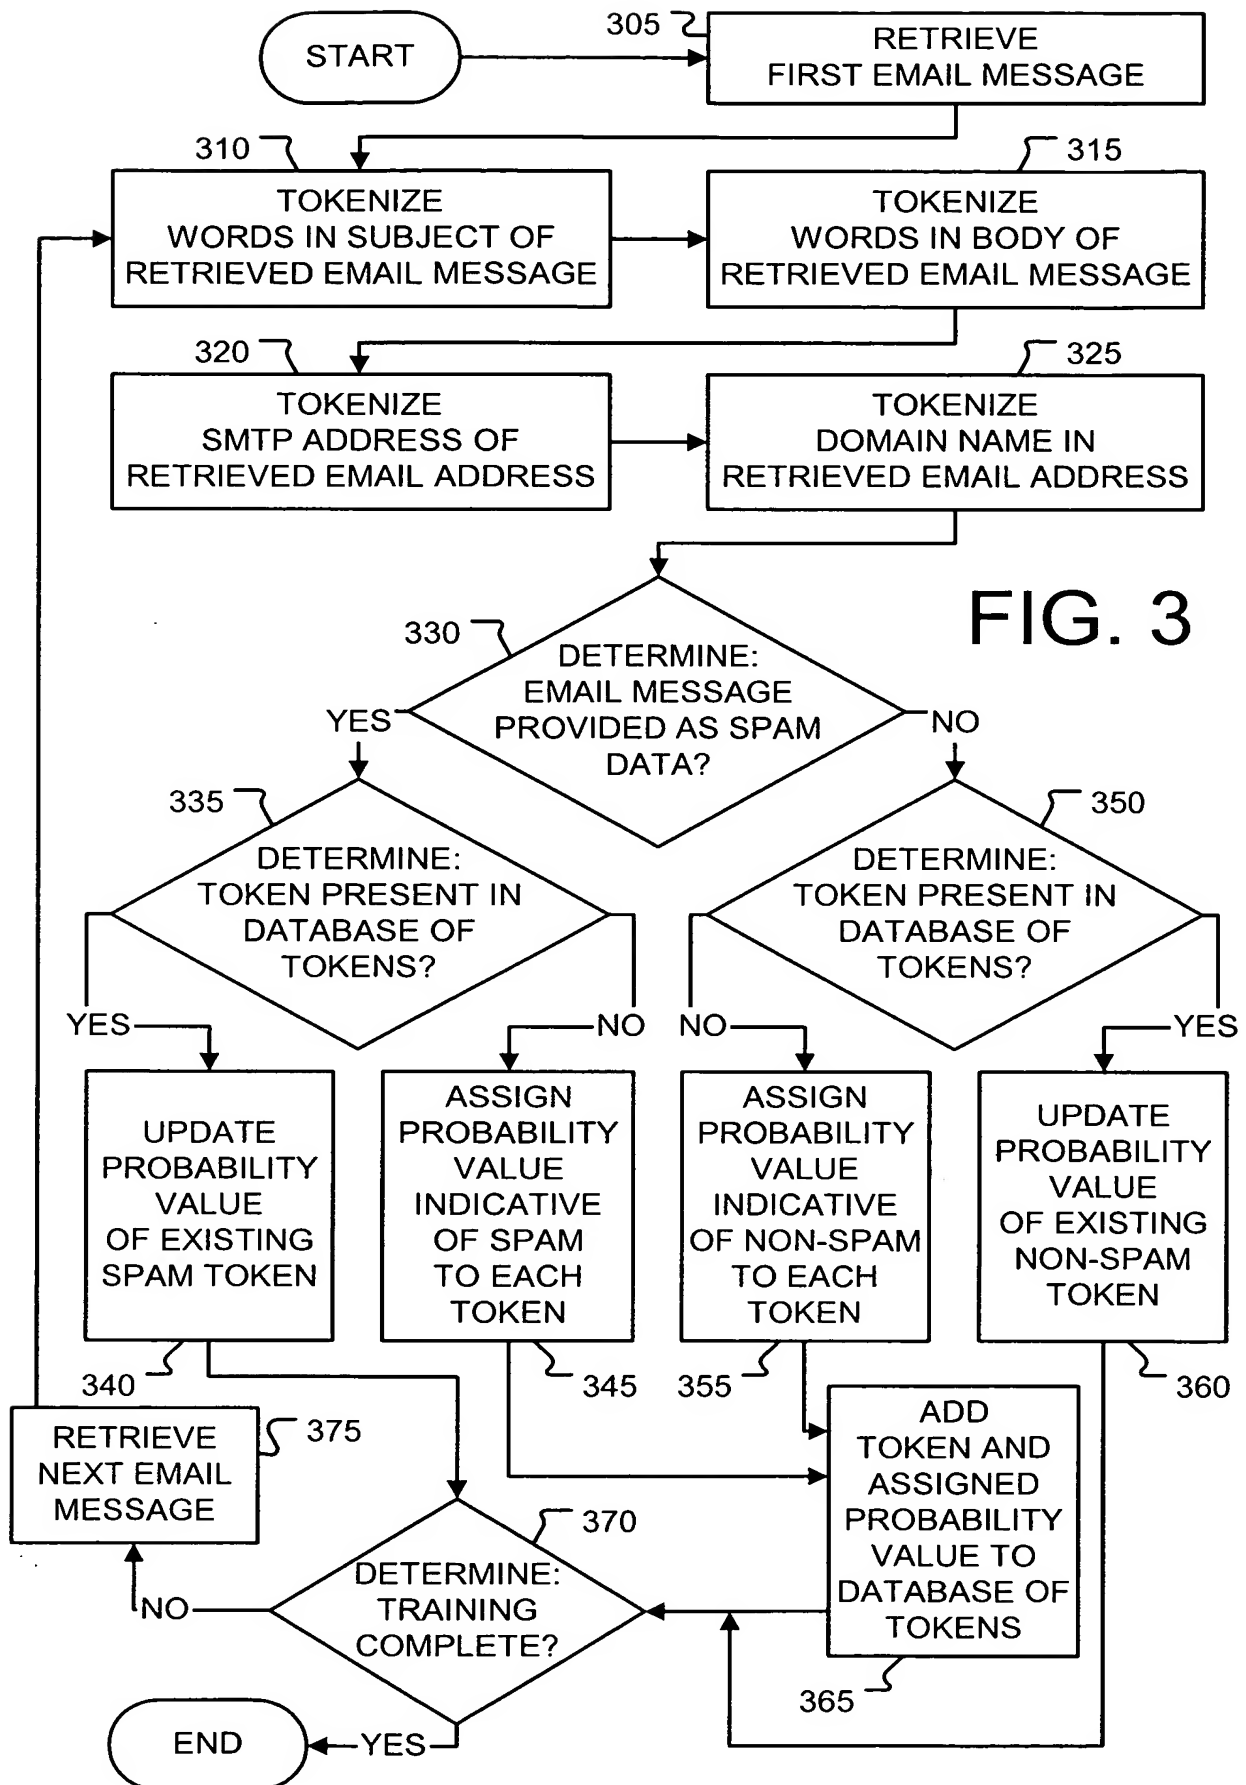 START
305
RETRIEVE
FIRST EMAIL MESSAGE
310
TOKENIZE
WORDS IN SUBJECT OF
RETRIEVED EMAIL MESSAGE
315
TOKENIZE
WORDS IN BODY OF
RETRIEVED EMAIL MESSAGE
320
TOKENIZE
SMTP ADDRESS OF
RETRIEVED EMAIL ADDRESS
325
TOKENIZE
DOMAIN NAME IN
RETRIEVED EMAIL ADDRESS
FIG. 3
330
DETERMINE:
EMAIL MESSAGE
PROVIDED AS SPAM
DATA?
YES
NO
335
DETERMINE:
TOKEN PRESENT IN
DATABASE OF
TOKENS?
350
DETERMINE:
TOKEN PRESENT IN
DATABASE OF
TOKENS?
YES
NO
NO
YES
UPDATE
PROBABILITY
VALUE
OF EXISTING
SPAM TOKEN
340
ASSIGN
PROBABILITY
VALUE
INDICATIVE
OF SPAM
TO EACH
TOKEN
345
ASSIGN
PROBABILITY
VALUE
INDICATIVE
OF NON-SPAM
TO EACH
TOKEN
355
UPDATE
PROBABILITY
VALUE
OF EXISTING
NON-SPAM
TOKEN
360
RETRIEVE
NEXT EMAIL
MESSAGE
375
ADD
TOKEN AND
ASSIGNED
PROBABILITY
VALUE TO
DATABASE OF
TOKENS
365
370
DETERMINE:
TRAINING
COMPLETE?
NO
YES
END